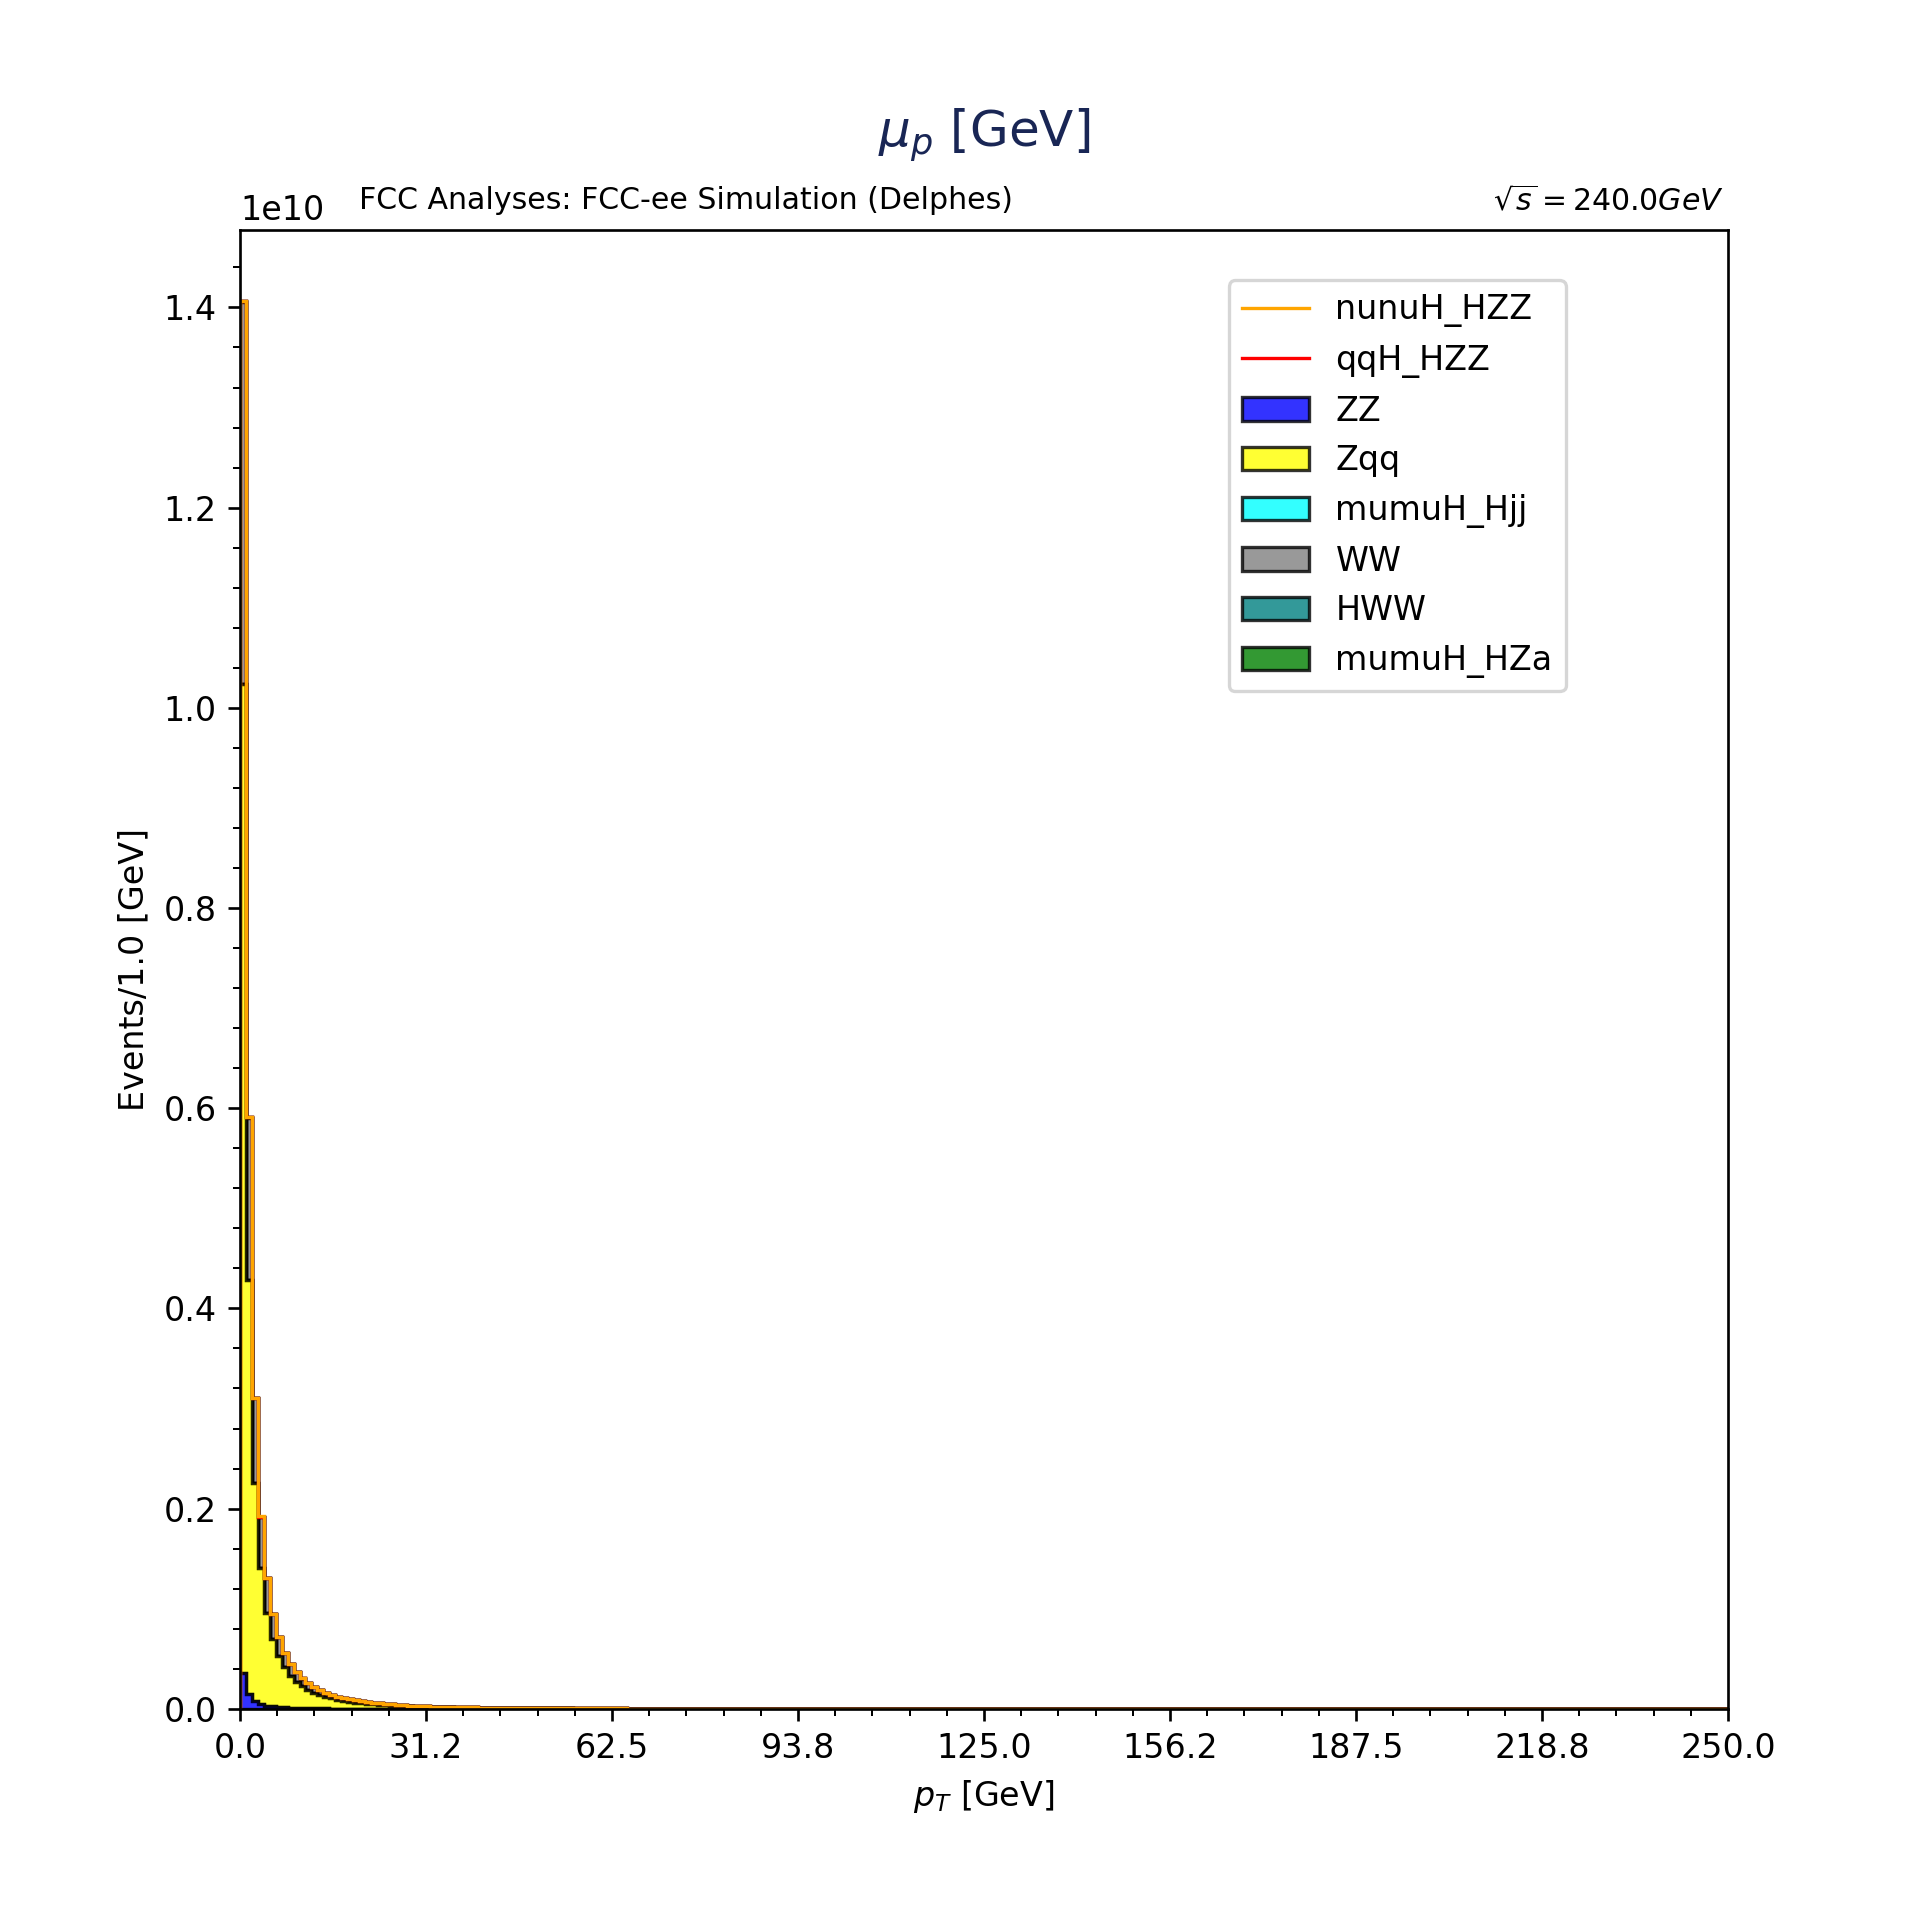 μp [GeV]
1e10 FCC Analyses: FCC-ee Simulation (Delphes) √s = 240.0GeV
nunuH_HZZ
qqH_HZZ
ZZ
Zqq
mumuH_Hjj
WW
HWW
mumuH_HZa
Events/1.0 [GeV]
1.4
1.2
1.0
0.8
0.6
0.4
0.2
0.0
0.0 31.2 62.5 93.8 125.0 156.2 187.5 218.8 250.0
pT [GeV]